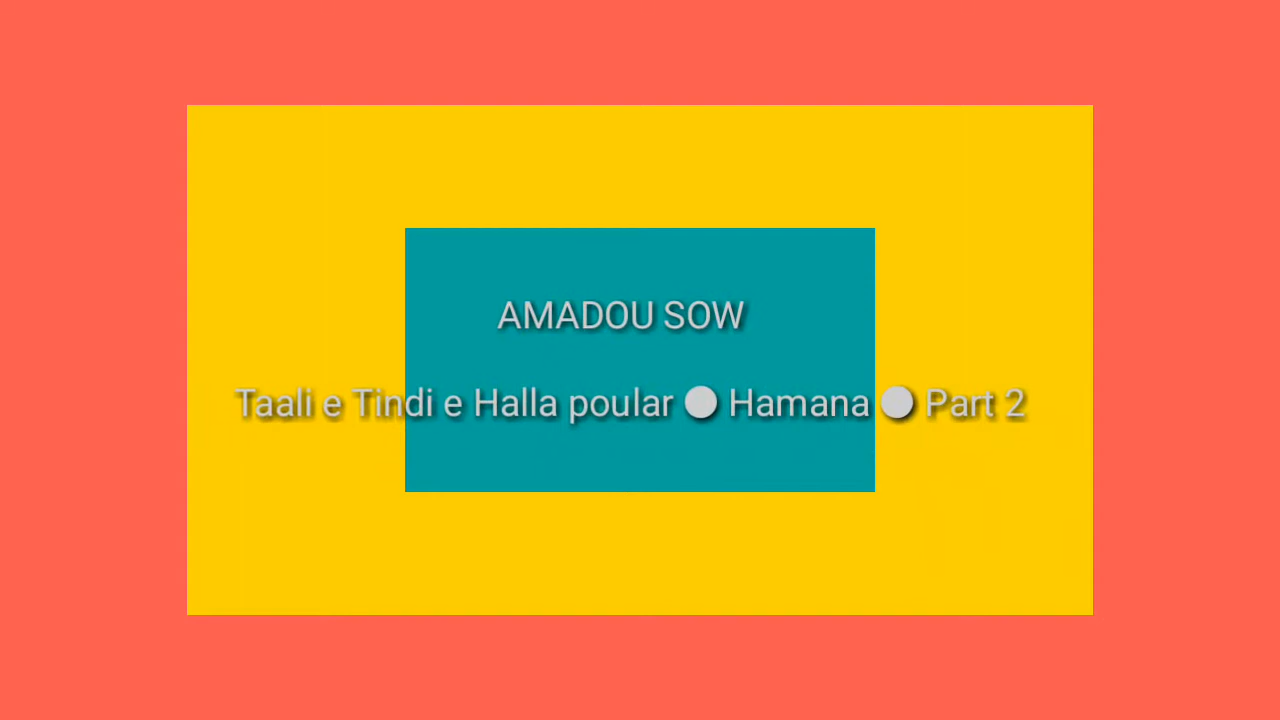 AMADOU SOW
Taali e Tindi e Halla poular ⚪ Hamana ⚪ Part 2